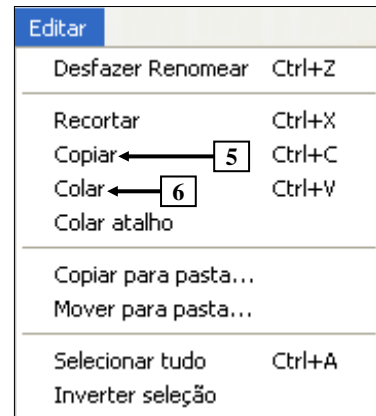 Editar
Desfazer Renomear Ctrl+Z
Recortar Ctrl+X
Copiar 5 Ctrl+C
Colar 6 Ctrl+V
Colar atalho
Copiar para pasta...
Mover para pasta...
Selecionar tudo Ctrl+A
Inverter seleção